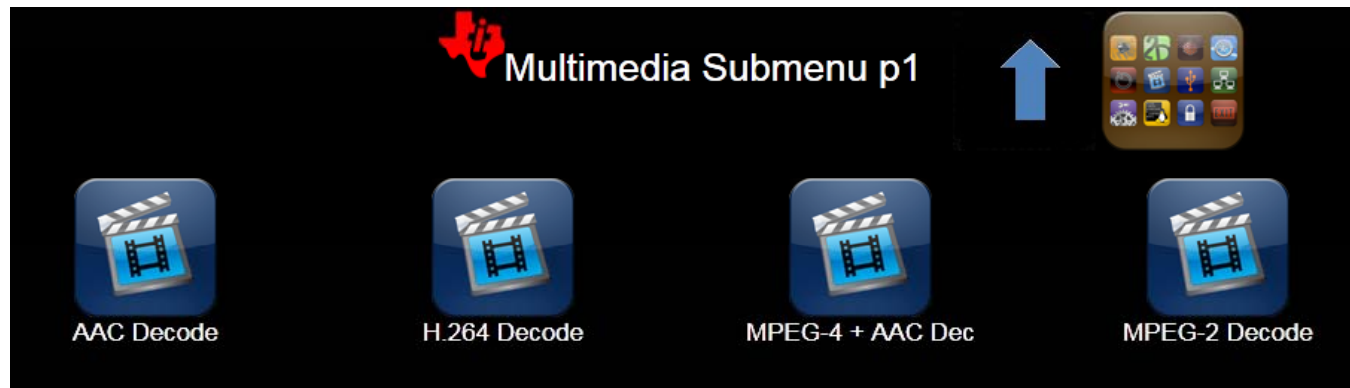 Multimedia Submenu p1
AAC Decode
H.264 Decode
MPEG-4 + AAC Dec
MPEG-2 Decode